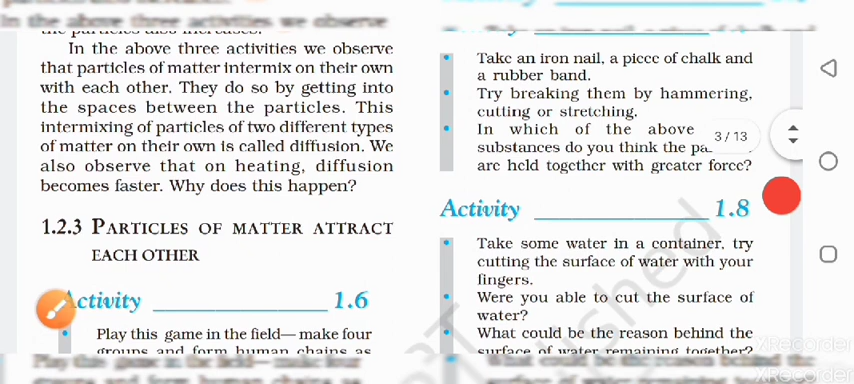 In the above three activities we observe
In the above three activities we observe
that particles of matter intermix on their own
with each other. They do so by getting into
the spaces between the particles. This
intermixing of particles of two different types
of matter on their own is called diffusion. We
also observe that on heating, diffusion
becomes faster. Why does this happen?
1.2.3 PARTICLES OF MATTER ATTRACT
EACH OTHER
ctivity 1.6
• Play this game in the field— make four
groups and form human chains as
• Take an iron nail, a piece of chalk and
a rubber band.
• Try breaking them by hammering,
cutting or stretching.
• In which of the above
substances do you think the pa
are held together with greater force?
3 / 13
Activity 1.8
• Take some water in a container, try
cutting the surface of water with your
fingers.
• Were you able to cut the surface of
water?
• What could be the reason behind the
surface of water remaining together?
XRecorder
XRecorder